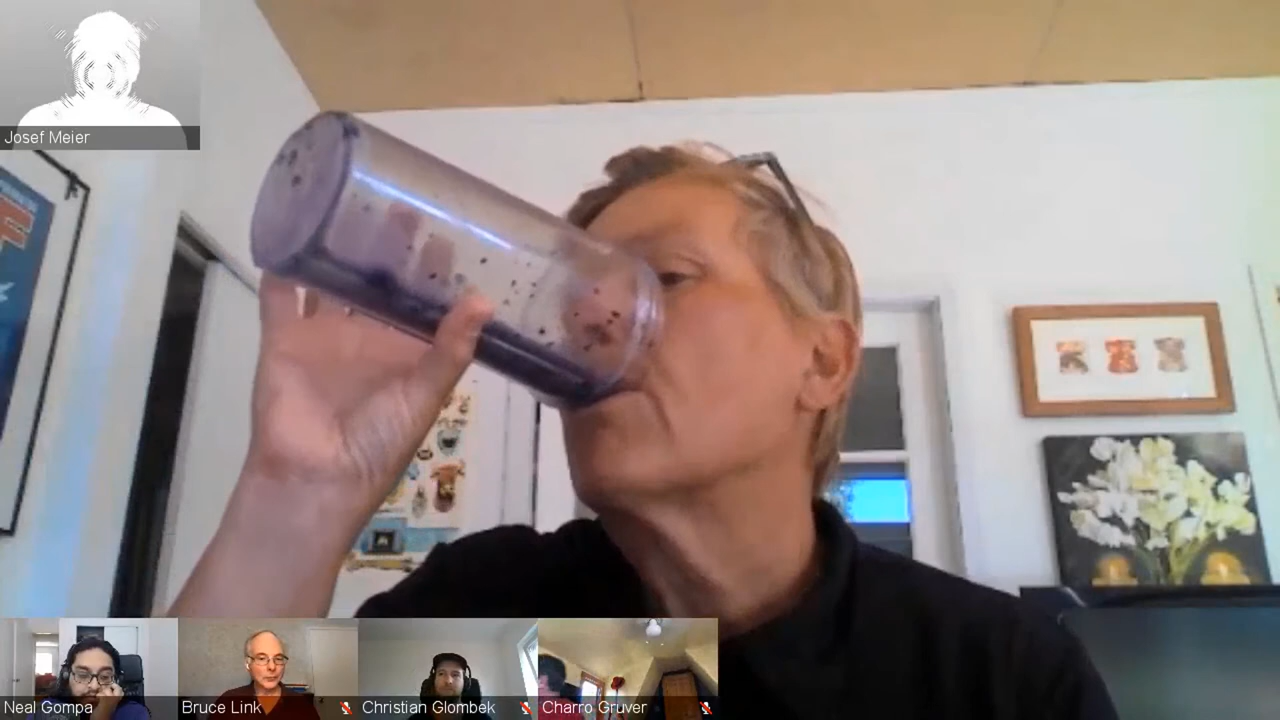 Josef Meier
Neal Gompa
Bruce Link
Christian Glombek
Charro Gruver